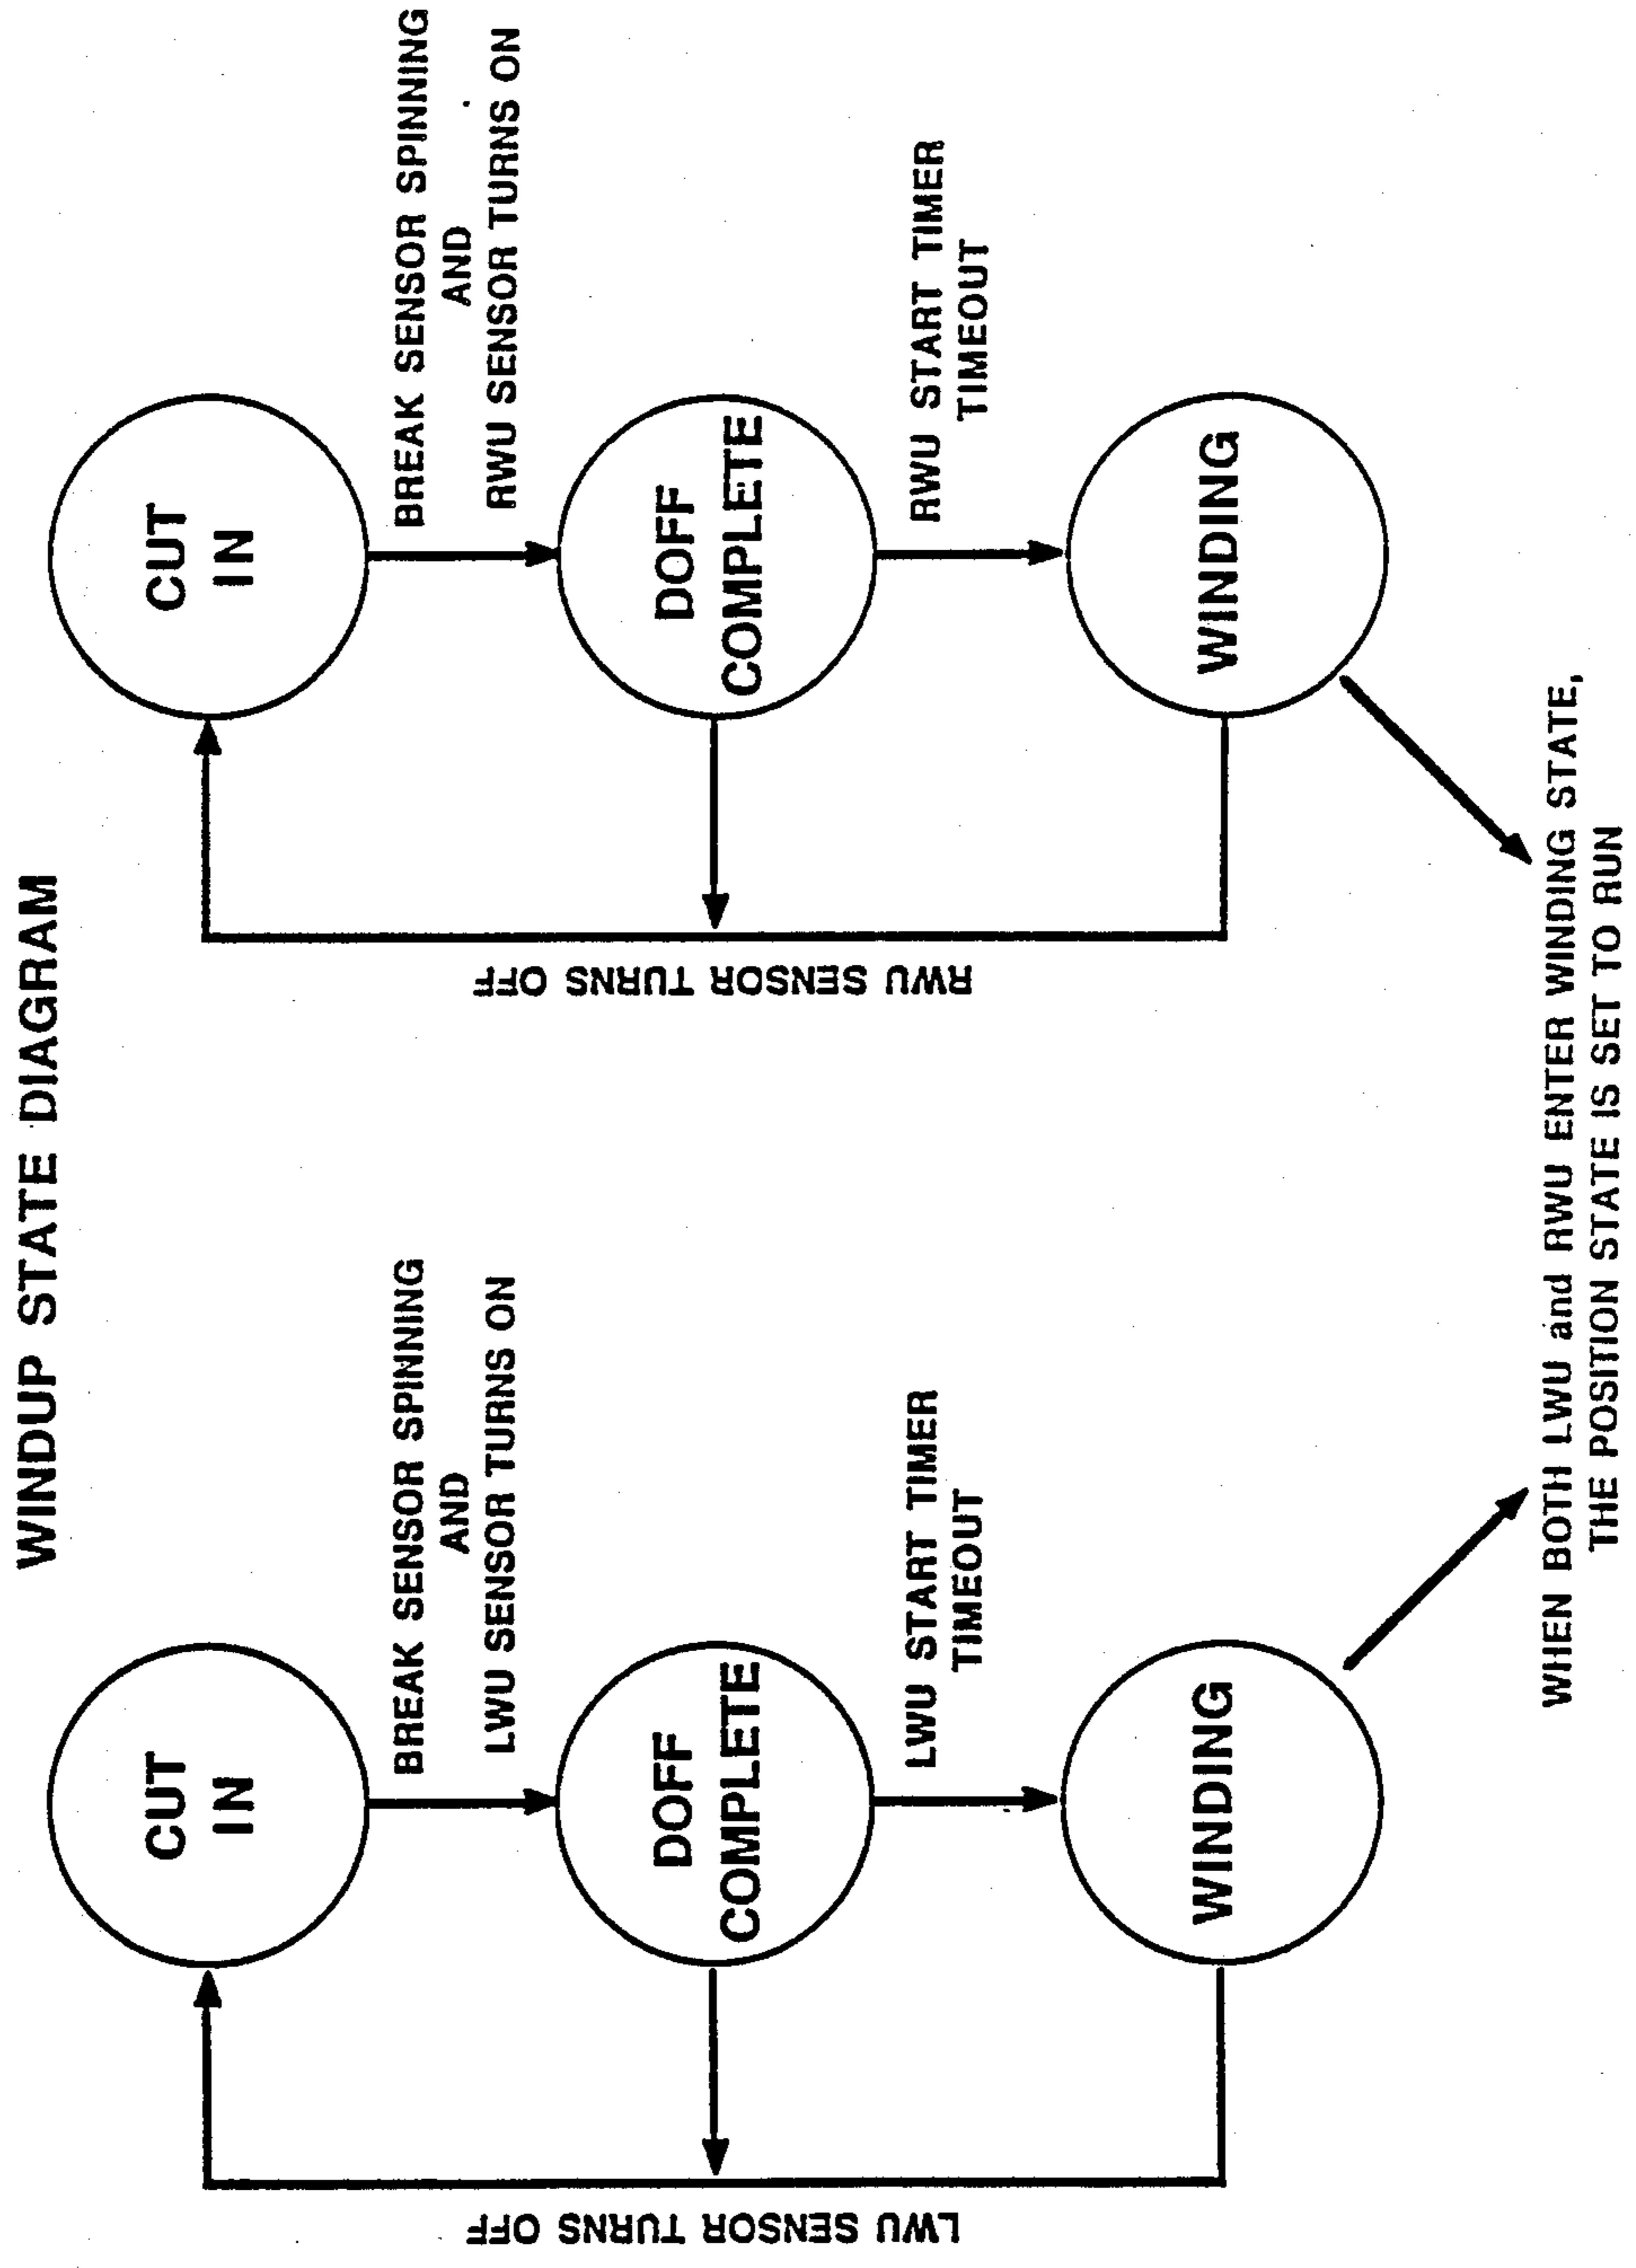 WINDUP STATE DIAGRAM
CUT
IN
BREAK SENSOR SPINNING
AND
LWU SENSOR TURNS ON
DOFF
COMPLETE
LWU START TIMER
TIMEOUT
WINDING
LWU SENSOR TURNS OFF
CUT
IN
BREAK SENSOR SPINNING
AND
RWU SENSOR TURNS ON
DOFF
COMPLETE
RWU START TIMER
TIMEOUT
WINDING
RWU SENSOR TURNS OFF
WHEN BOTH LWU and RWU ENTER WINDING STATE,
THE POSITION STATE IS SET TO RUN